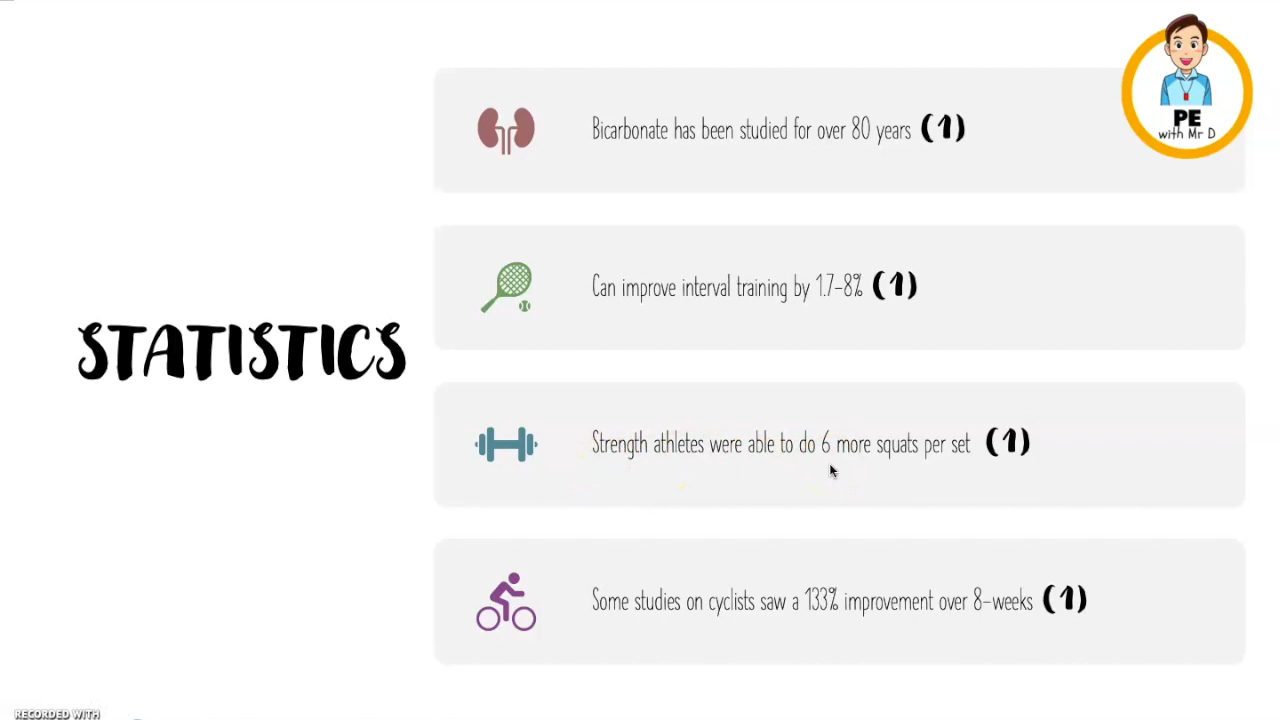 Bicarbonate has been studied for over 80 years (1)
PE
with Mr D
Can improve interval training by 1.7-8% (1)
STATISTICS
Strength athletes were able to do 6 more squats per set (1)
Some studies on cyclists saw a 133% improvement over 8-weeks (1)
RECORDED WITH